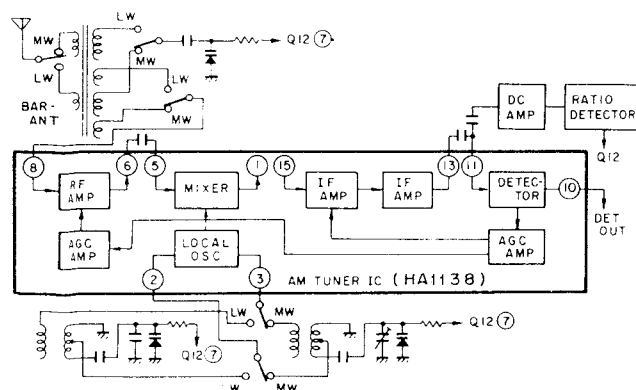 LW
MW
MW
Q12 ⑦
LW
LW
BAR-
ANT
MW
DC
AMP
RATIO
DETECTOR
Q12
⑧
⑥
⑤
①
⑮
⑬
⑪
RF
AMP
MIXER
IF
AMP
IF
AMP
DETEC-
TOR
⑩
DET
OUT
AGC
AMP
LOCAL
OSC
AGC
AMP
②
③
AM TUNER IC (HA1138)
LW
MW
Q12 ⑦
Q12 ⑦
LW
MW